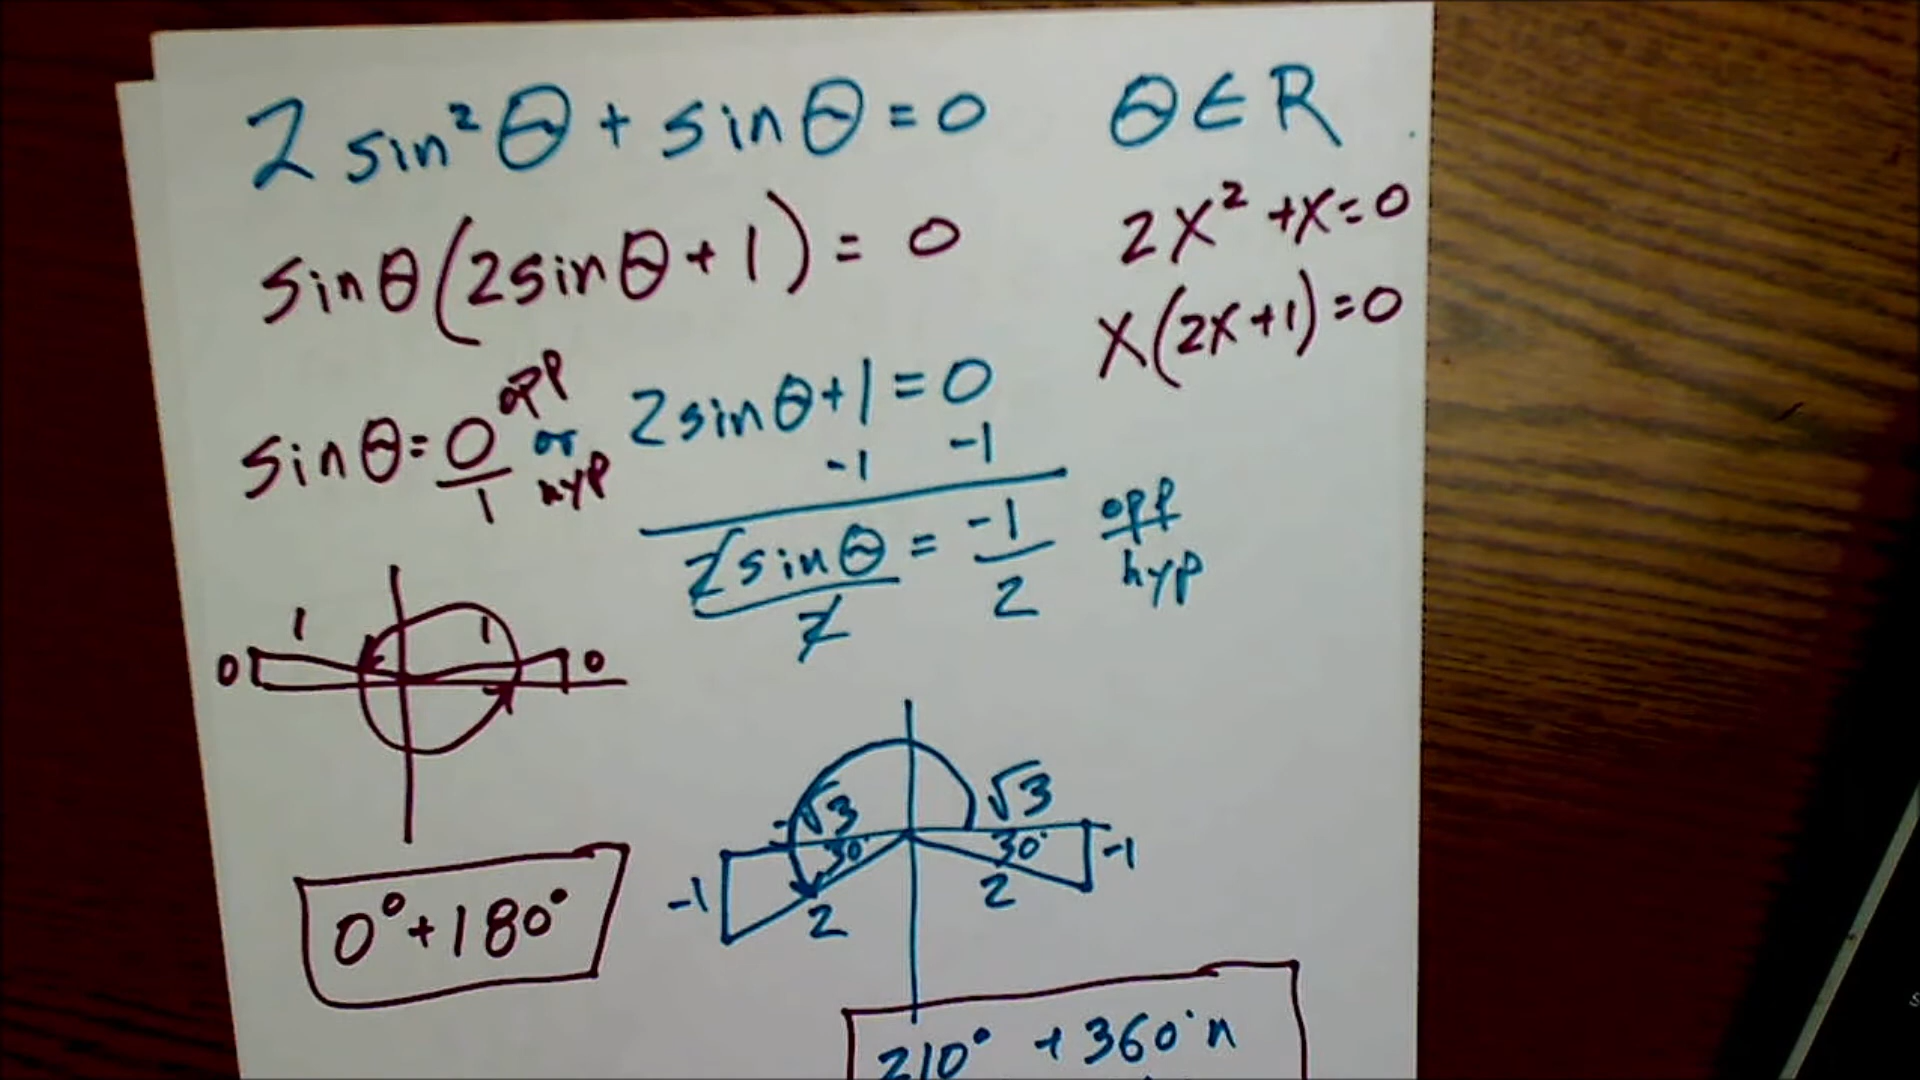 2 sin² θ + sin θ = 0 θ ∈ R
sin θ (2 sin θ + 1) = 0 2x² + x = 0
x(2x+1) = 0
sin θ = 0/1 opp or hyp 2 sin θ + 1 = 0
-1 -1
2 sin θ / 2 = -1/2 opp/hyp
0 1 1 0
-√3 √3
30° 30°
-1 2 2 -1
0° + 180°
210° + 360° n